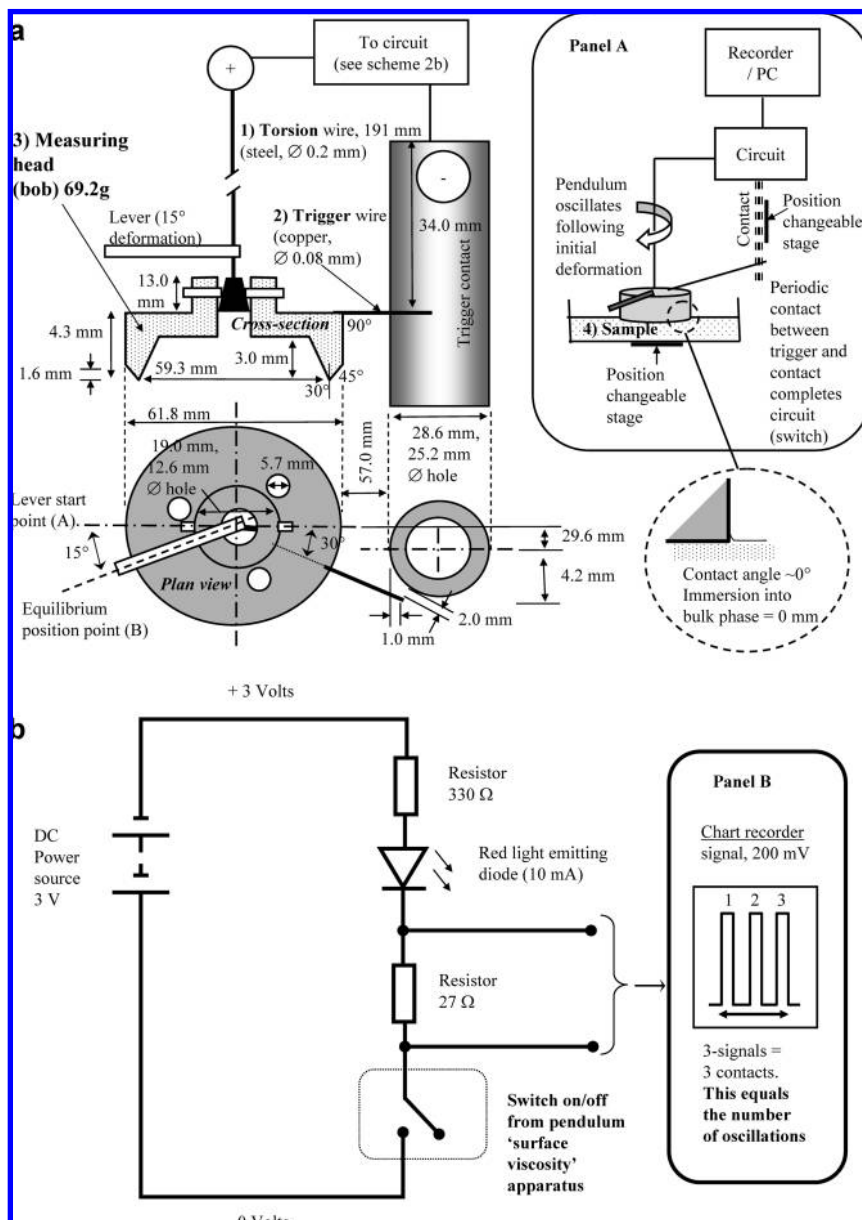 a
To circuit
(see scheme 2b)
+
1) Torsion wire, 191 mm
(steel, Ø 0.2 mm)
3) Measuring
head
(bob) 69.2g
-
Lever (15°
deformation)
2) Trigger wire
(copper,
Ø 0.08 mm)
34.0 mm
Trigger contact
13.0
mm
Cross-section
90°
4.3 mm
3.0 mm
59.3 mm
1.6 mm
45°
30°
61.8 mm
28.6 mm,
25.2 mm
Ø hole
19.0 mm,
12.6 mm
Ø hole
5.7 mm
57.0 mm
Lever start
point (A)
15°
30°
29.6 mm
Plan view
4.2 mm
Equilibrium
position point (B)
2.0 mm
1.0 mm
Panel A
Recorder
/ PC
Circuit
Pendulum
oscillates
following
initial
deformation
Contact
Position
changeable
stage
4) Sample
Position
changeable
stage
Periodic
contact
between
trigger and
contact
completes
circuit
(switch)
Contact angle ~0°
Immersion into
bulk phase = 0 mm
b
+ 3 Volts
Resistor
330 Ω
DC
Power
source
3 V
Red light emitting
diode (10 mA)
Resistor
27 Ω
Switch on/off
from pendulum
‘surface
viscosity’
apparatus
Panel B
Chart recorder
signal, 200 mV
1 2 3
3-signals =
3 contacts.
This equals
the number
of oscillations
0 Volts